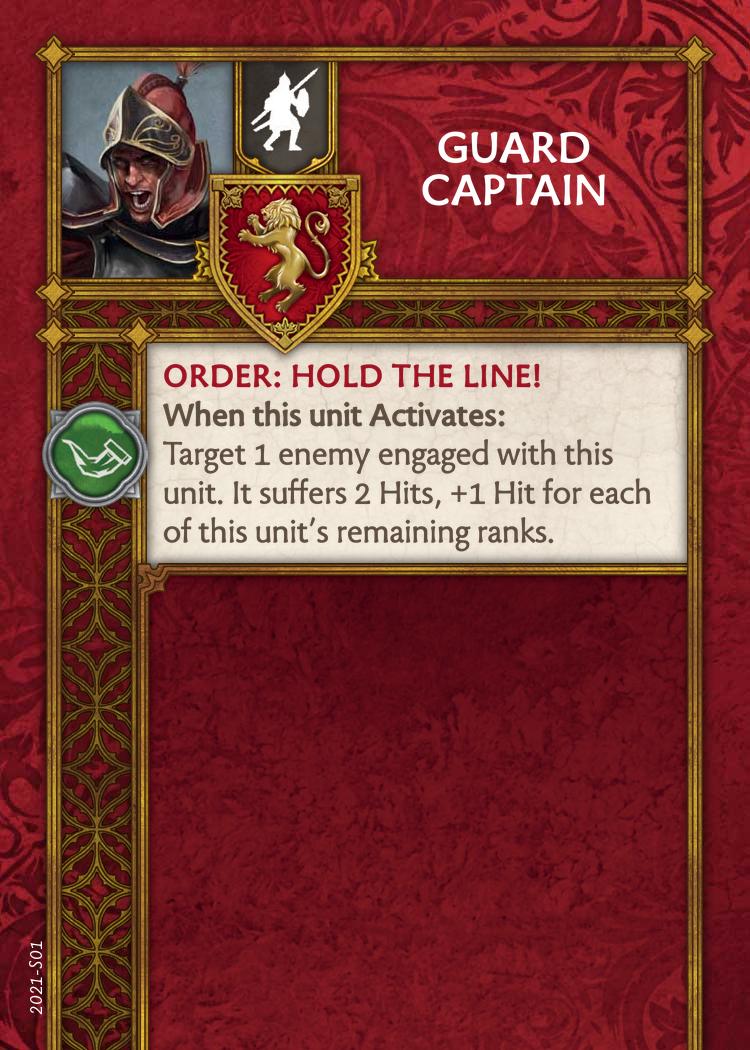 GUARD
CAPTAIN
ORDER: HOLD THE LINE!
When this unit Activates:
Target 1 enemy engaged with this
unit. It suffers 2 Hits, +1 Hit for each
of this unit's remaining ranks.
2021-S01